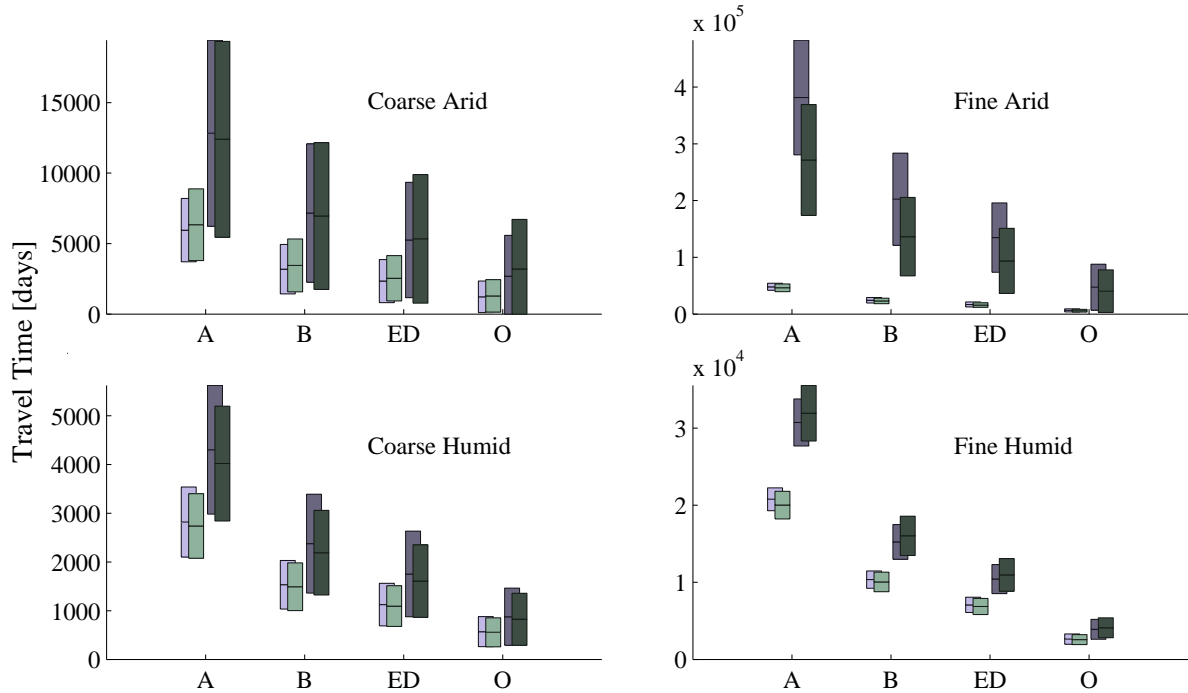 Travel Time [days]
15000
10000
5000
0
Coarse Arid
A B ED O
x 10^5
4
3
2
1
0
Fine Arid
A B ED O
5000
4000
3000
2000
1000
0
Coarse Humid
A B ED O
x 10^4
3
2
1
0
Fine Humid
A B ED O